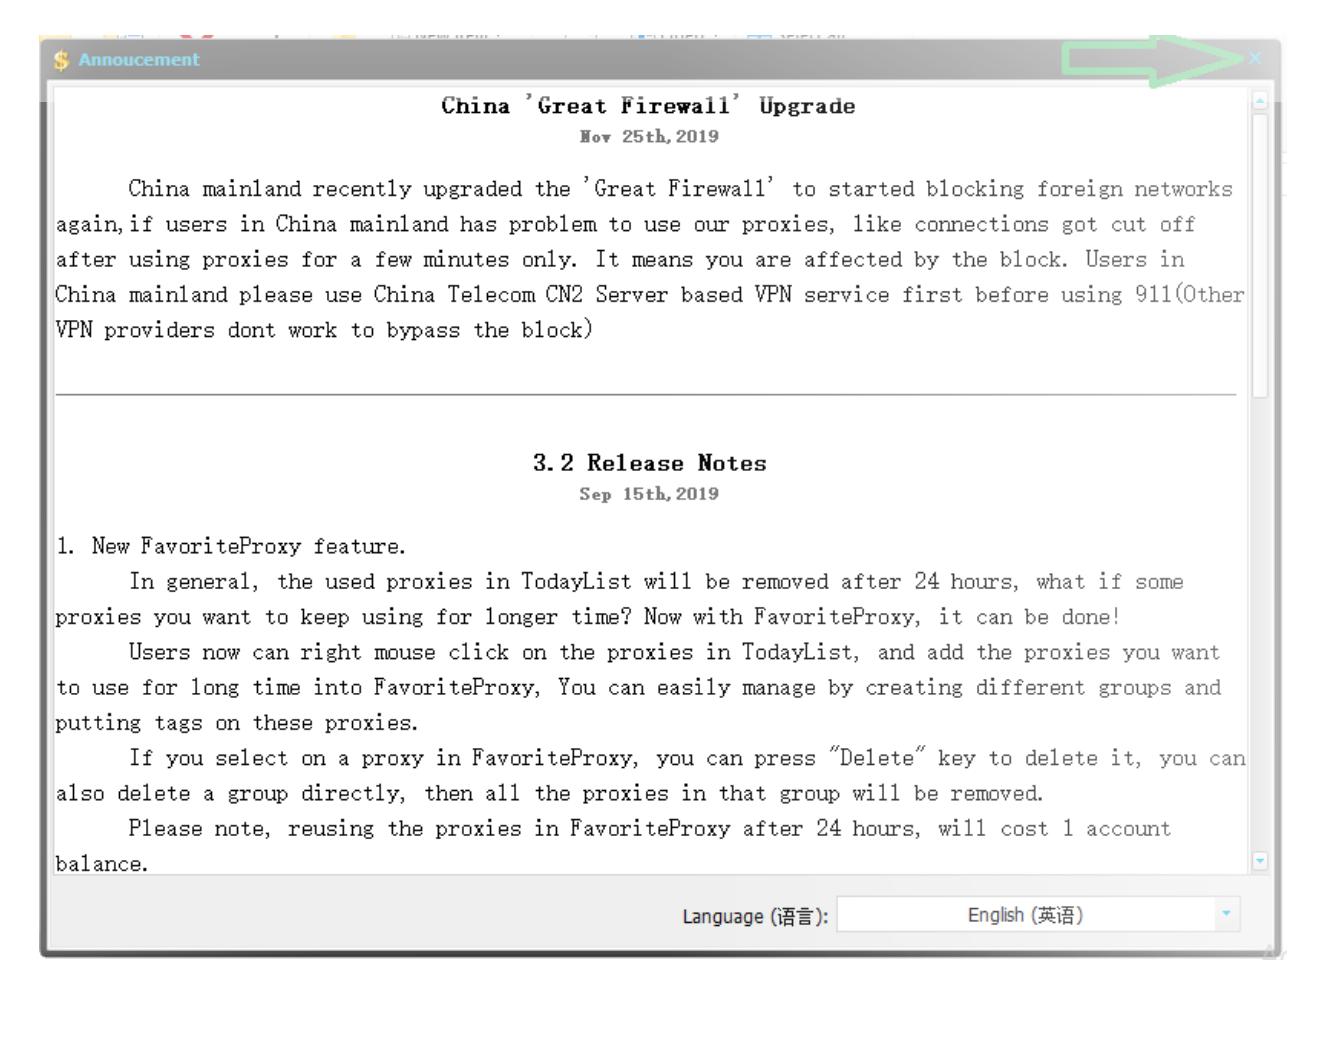 $ Annoucement
China 'Great Firewall' Upgrade
Nov 25th,2019
China mainland recently upgraded the 'Great Firewall' to started blocking foreign networks
again,if users in China mainland has problem to use our proxies, like connections got cut off
after using proxies for a few minutes only. It means you are affected by the block. Users in
China mainland please use China Telecom CN2 Server based VPN service first before using 911(Other
VPN providers dont work to bypass the block)
3.2 Release Notes
Sep 15th,2019
1. New FavoriteProxy feature.
In general, the used proxies in TodayList will be removed after 24 hours, what if some
proxies you want to keep using for longer time? Now with FavoriteProxy, it can be done!
Users now can right mouse click on the proxies in TodayList, and add the proxies you want
to use for long time into FavoriteProxy, You can easily manage by creating different groups and
putting tags on these proxies.
If you select on a proxy in FavoriteProxy, you can press "Delete" key to delete it, you can
also delete a group directly, then all the proxies in that group will be removed.
Please note, reusing the proxies in FavoriteProxy after 24 hours, will cost 1 account
balance.
Language (语言): English (英语)